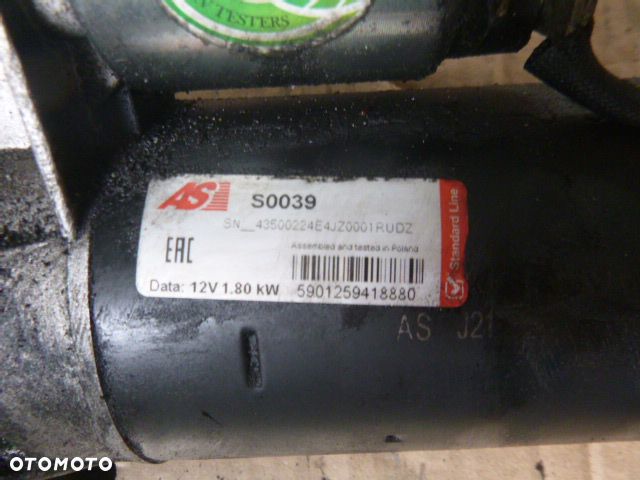 V TESTERS
AS
S0039
SN__43500224E4JZ0001RUDZ
EAC
Assembled and tested in Poland
Data: 12V 1.80 kW
5901259418880
Standard Line
AS J21
OTOMOTO